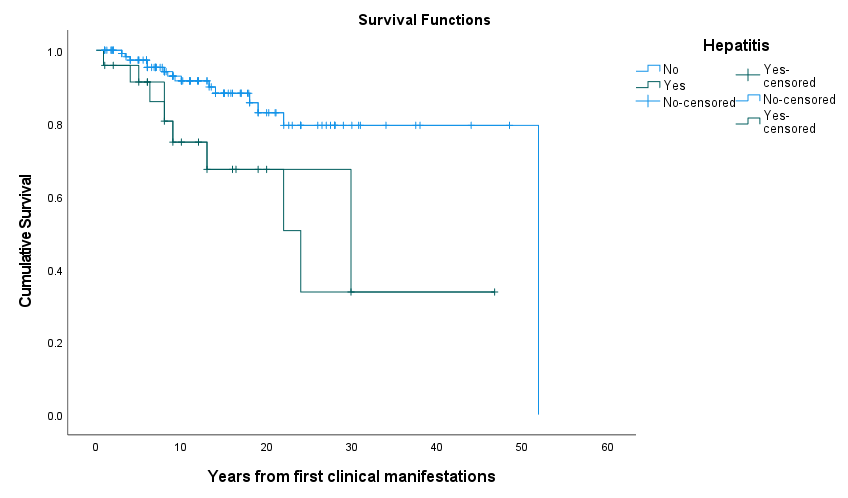 Survival Functions
Hepatitis
No
Yes
No-censored
Yes-
censored
No-censored
Yes-
censored
Cumulative Survival
1.0
0.8
0.6
0.4
0.2
0.0
0 10 20 30 40 50 60
Years from first clinical manifestations